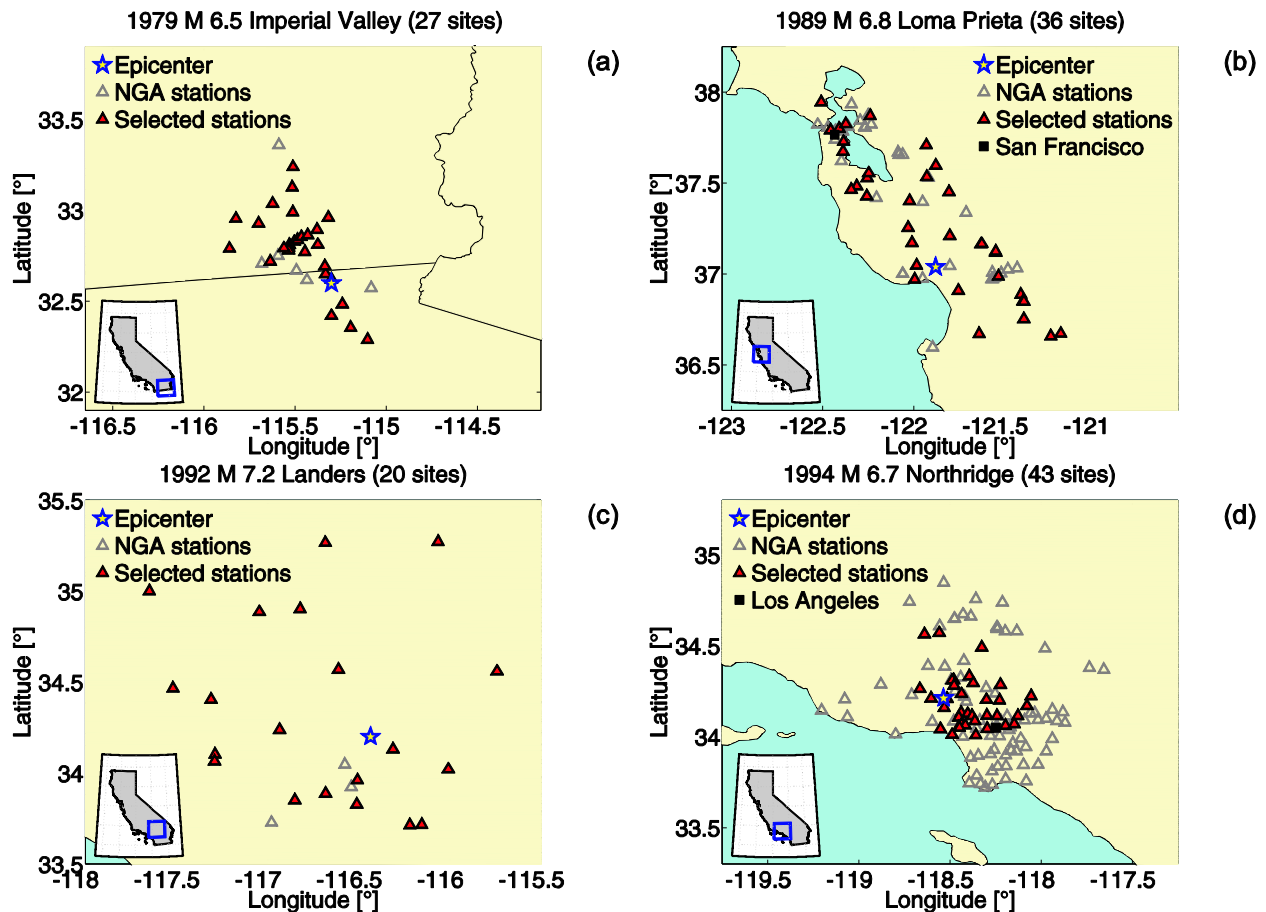 1979 M 6.5 Imperial Valley (27 sites)
(a)
Epicenter
NGA stations
Selected stations
33.5
33
32.5
32
Latitude [°]
-116.5 -116 -115.5 -115 -114.5
Longitude [°]
1989 M 6.8 Loma Prieta (36 sites)
(b)
Epicenter
NGA stations
Selected stations
San Francisco
38
37.5
37
36.5
Latitude [°]
-123 -122.5 -122 -121.5 -121
Longitude [°]
1992 M 7.2 Landers (20 sites)
(c)
Epicenter
NGA stations
Selected stations
35.5
35
34.5
34
33.5
Latitude [°]
-118 -117.5 -117 -116.5 -116 -115.5
Longitude [°]
1994 M 6.7 Northridge (43 sites)
(d)
Epicenter
NGA stations
Selected stations
Los Angeles
35
34.5
34
33.5
Latitude [°]
-119.5 -119 -118.5 -118 -117.5
Longitude [°]